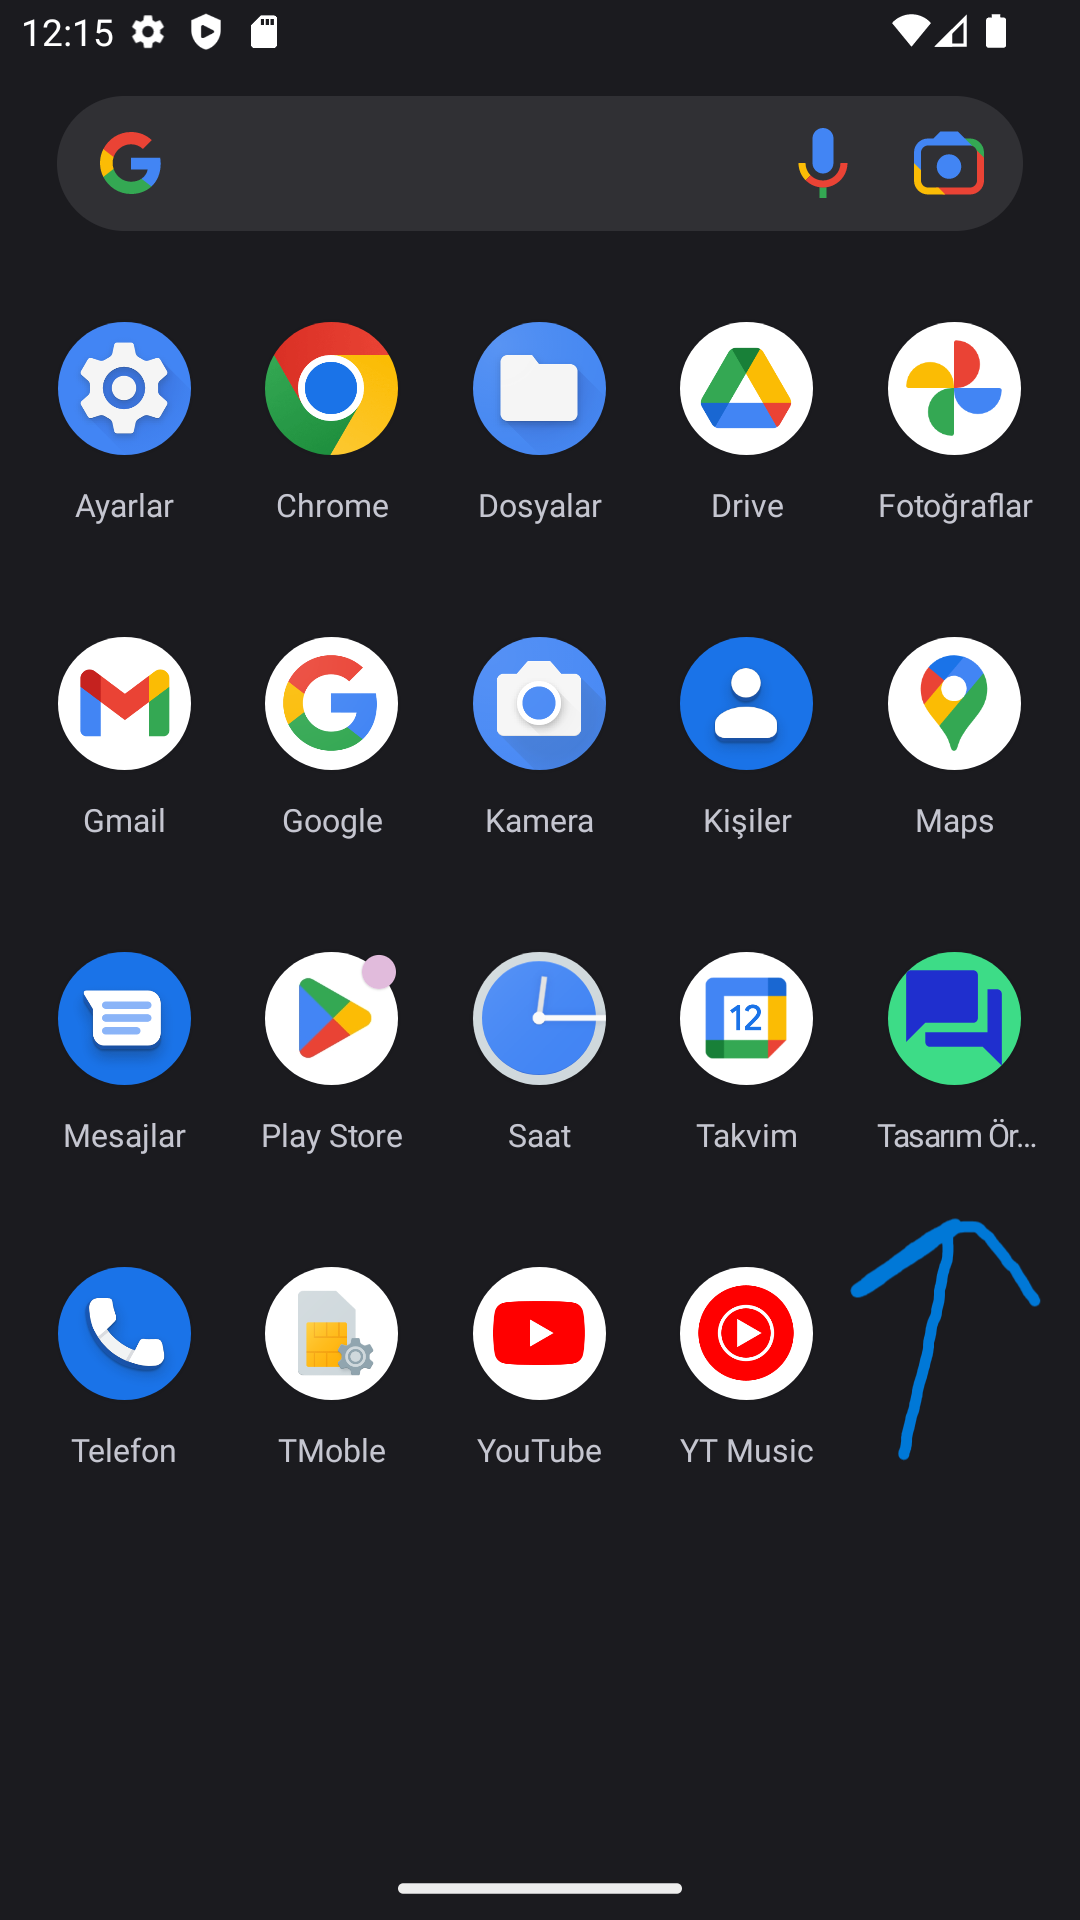 12:15
Ayarlar Chrome Dosyalar Drive Fotoğraflar
Gmail Google Kamera Kişiler Maps
12
Mesajlar Play Store Saat Takvim Tasarım Ör...
Telefon TMoble YouTube YT Music